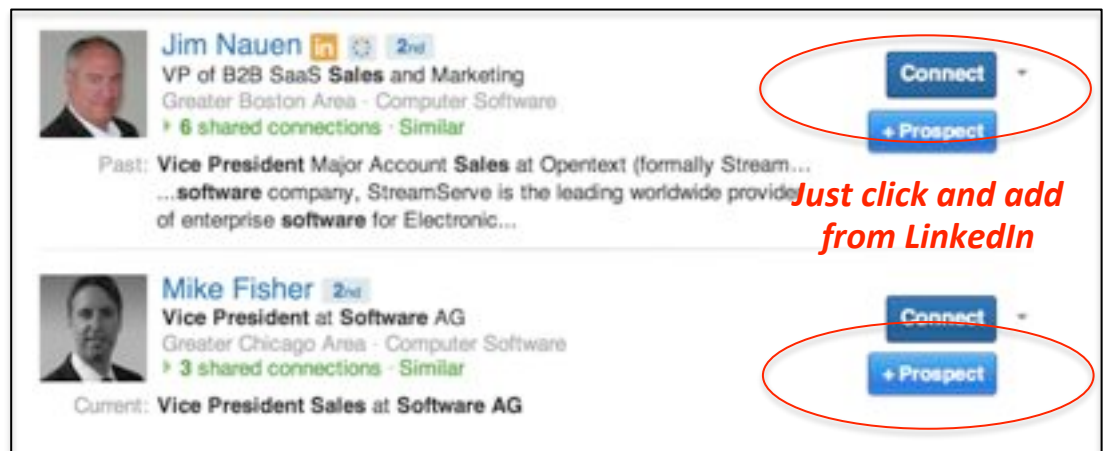 Jim Nauen in 2nd
VP of B2B SaaS Sales and Marketing
Connect
Greater Boston Area · Computer Software
6 shared connections · Similar
+ Prospect
Past: Vice President Major Account Sales at Opentext (formally Stream...
...software company, StreamServe is the leading worldwide provider
of enterprise software for Electronic...
Just click and add
from LinkedIn
Mike Fisher 2nd
Vice President at Software AG
Connect
Greater Chicago Area · Computer Software
3 shared connections · Similar
+ Prospect
Current: Vice President Sales at Software AG